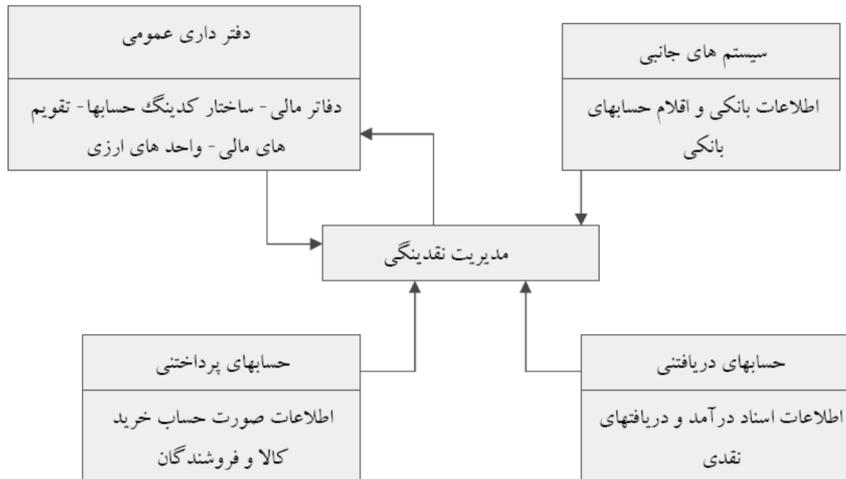 دفتر داری عمومی
دفاتر مالی - ساختار کدینگ حسابها - تقویم
های مالی - واحد های ارزی
سیستم های جانبی
اطلاعات بانکی و اقلام حسابهای
بانکی
مدیریت نقدینگی
حسابهای پرداختنی
اطلاعات صورت حساب خرید
کالا و فروشندگان
حسابهای دریافتنی
اطلاعات اسناد درآمد و دریافتهای
نقدی